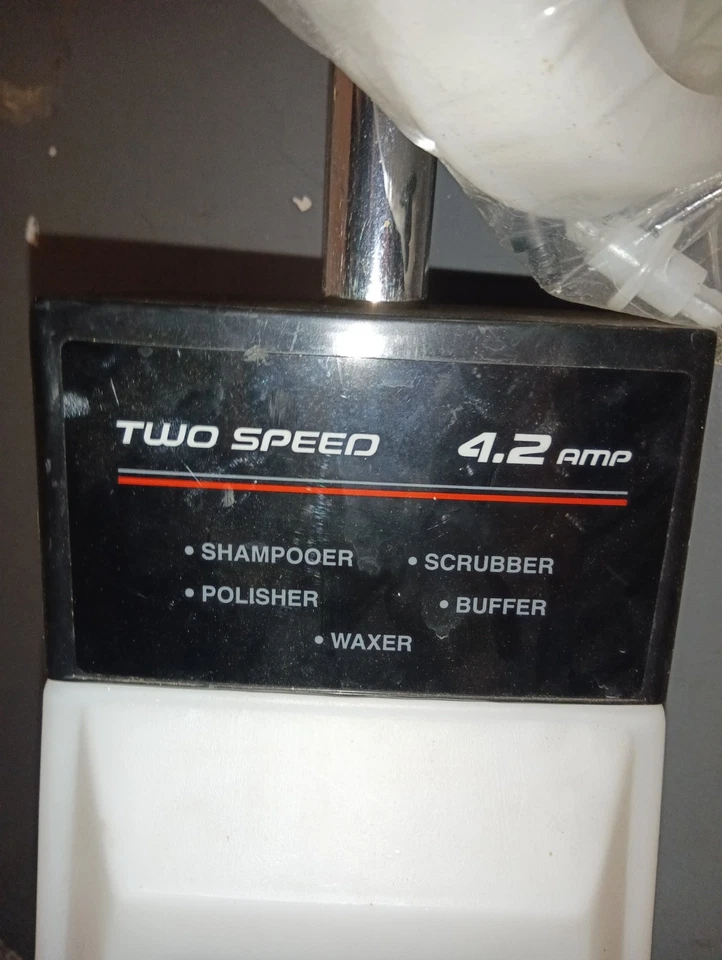 TWO SPEED 4.2 AMP
• SHAMPOOER • SCRUBBER
• POLISHER • BUFFER
• WAXER